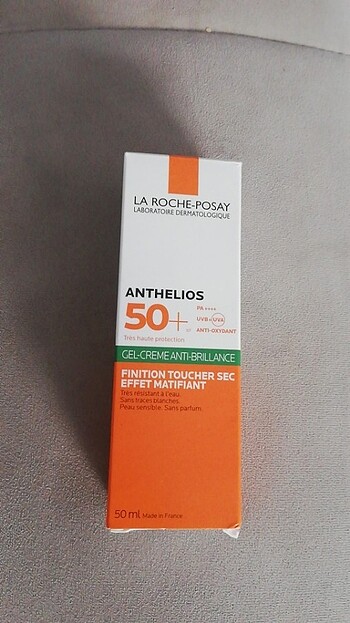 LA ROCHE-POSAY
LABORATOIRE DERMATOLOGIQUE
ANTHELIOS
50+
PA++++
UVB+UVA
ANTI-OXYDANT
Très haute protection
GEL-CREME ANTI-BRILLANCE
FINITION TOUCHER SEC
EFFET MATIFIANT
Très résistant à l'eau.
Sans traces blanches.
Peau sensible. Sans parfum.
50 ml Made in France